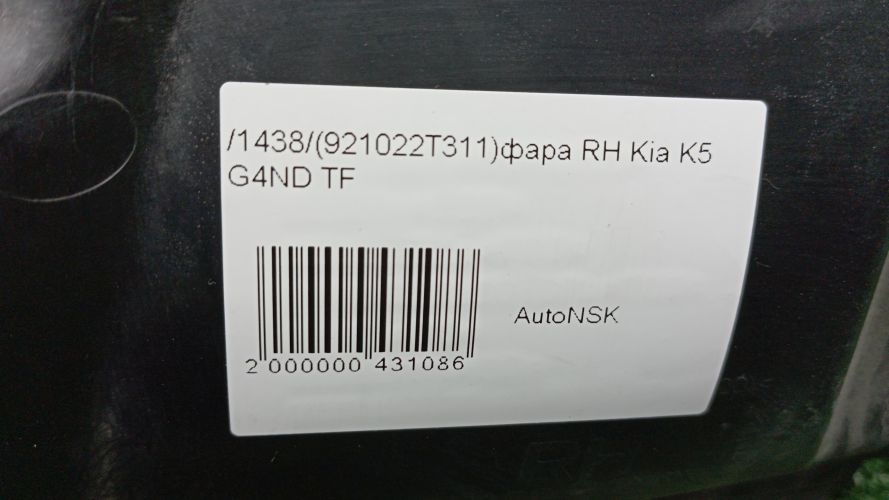 /1438/(921022T311)фара RH Kia K5
G4ND TF
AutoNSK
2 000000 431086